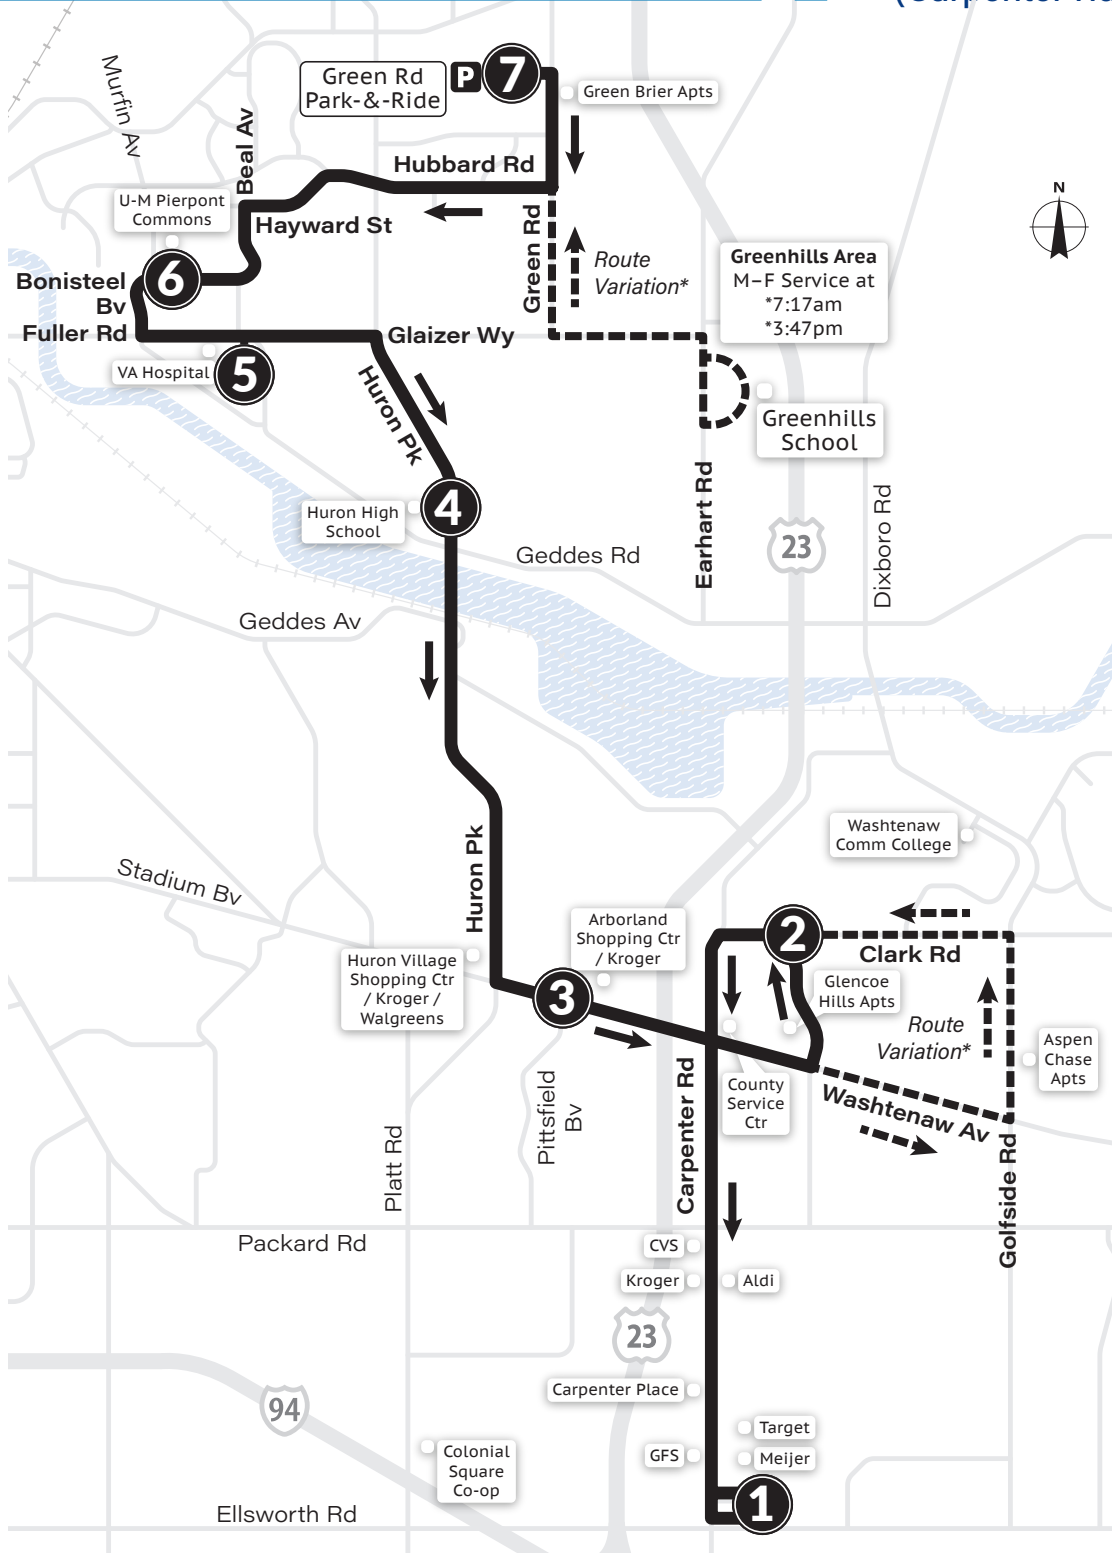 Murfin Av
Green Rd
Park-&-Ride
P
7
Green Brier Apts
Beal Av
Hubbard Rd
U-M Pierpont
Commons
Hayward St
Green Rd
Route
Variation*
Greenhills Area
M–F Service at
*7:17am
*3:47pm
N
Bonisteel
Bv
6
Fuller Rd
Glaizer Wy
VA Hospital
5
Huron Pk
Greenhills
School
Earhart Rd
Dixboro Rd
4
Huron High
School
Geddes Rd
23
Geddes Av
Washtenaw
Comm College
Huron Pk
Stadium Bv
Arborland
Shopping Ctr
/ Kroger
2
Clark Rd
Huron Village
Shopping Ctr
/ Kroger /
Walgreens
3
Glencoe
Hills Apts
Route
Variation*
Aspen
Chase
Apts
County
Service
Ctr
Washtenaw Av
Carpenter Rd
Pittsfield
Bv
Platt Rd
Golfside Rd
Packard Rd
CVS
Kroger
Aldi
23
Carpenter Place
94
Target
GFS
Meijer
Colonial
Square
Co-op
1
Ellsworth Rd